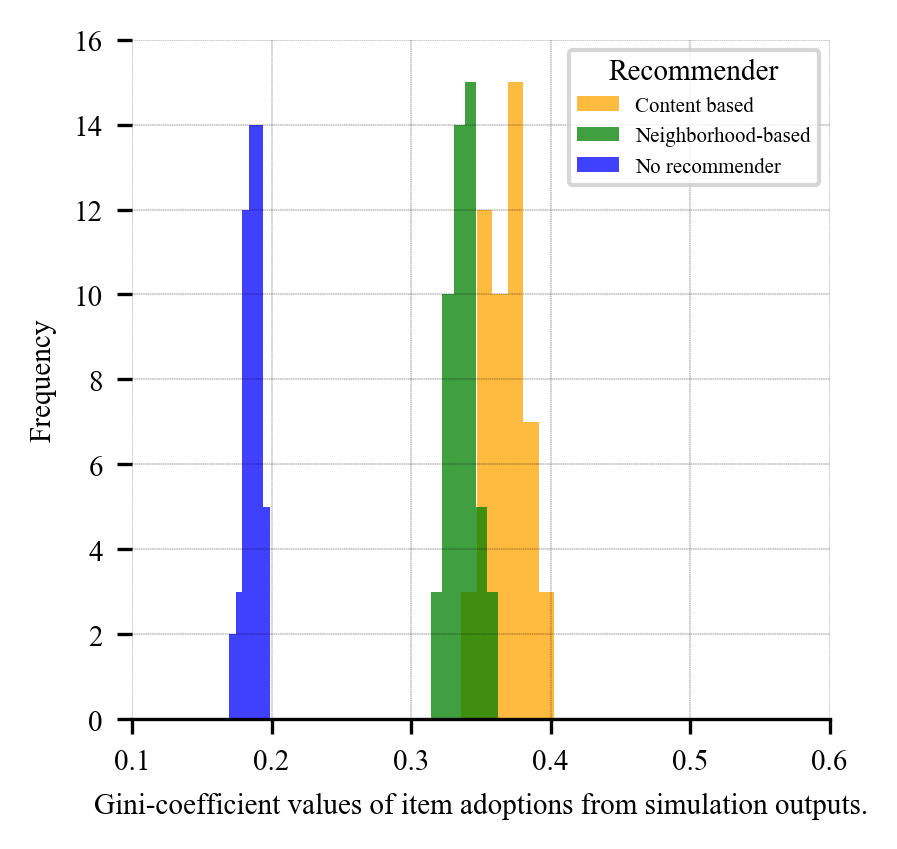 16
14
12
10
8
6
4
2
0
Frequency
Recommender
Content based
Neighborhood-based
No recommender
0.1 0.2 0.3 0.4 0.5 0.6
Gini-coefficient values of item adoptions from simulation outputs.